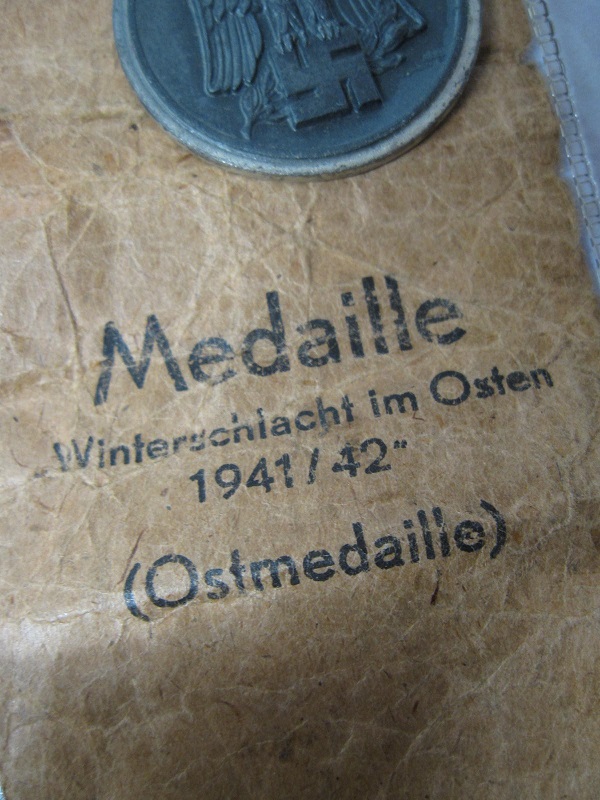 Medaille
„Winterschlacht im Osten
1941/42“
(Ostmedaille)